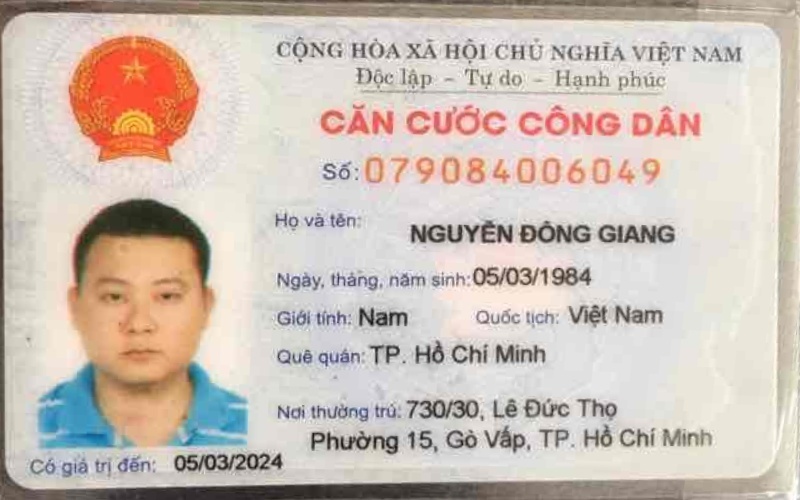 CỘNG HÒA XÃ HỘI CHỦ NGHĨA VIỆT NAM
Độc lập - Tự do - Hạnh phúc
CĂN CƯỚC CÔNG DÂN
Số: 079084006049
Họ và tên: NGUYỄN ĐÔNG GIANG
Ngày, tháng, năm sinh: 05/03/1984
Giới tính: Nam Quốc tịch: Việt Nam
Quê quán: TP. Hồ Chí Minh
Nơi thường trú: 730/30, Lê Đức Thọ
Phường 15, Gò Vấp, TP. Hồ Chí Minh
Có giá trị đến: 05/03/2024